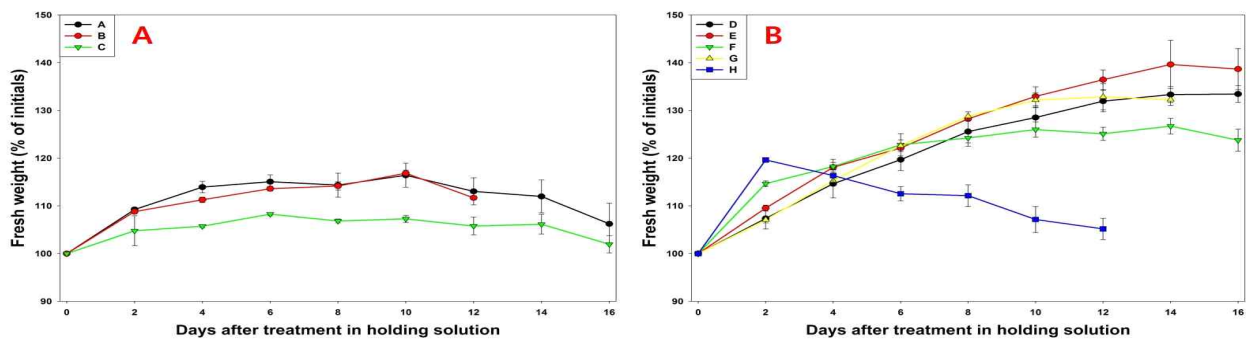 A
B
C
A
Fresh weight (% of initials)
150
140
130
120
110
100
90
0 2 4 6 8 10 12 14 16
Days after treatment in holding solution
D
E
F
G
H
B
Fresh weight (% of initials)
150
140
130
120
110
100
90
0 2 4 6 8 10 12 14 16
Days after treatment in holding solution